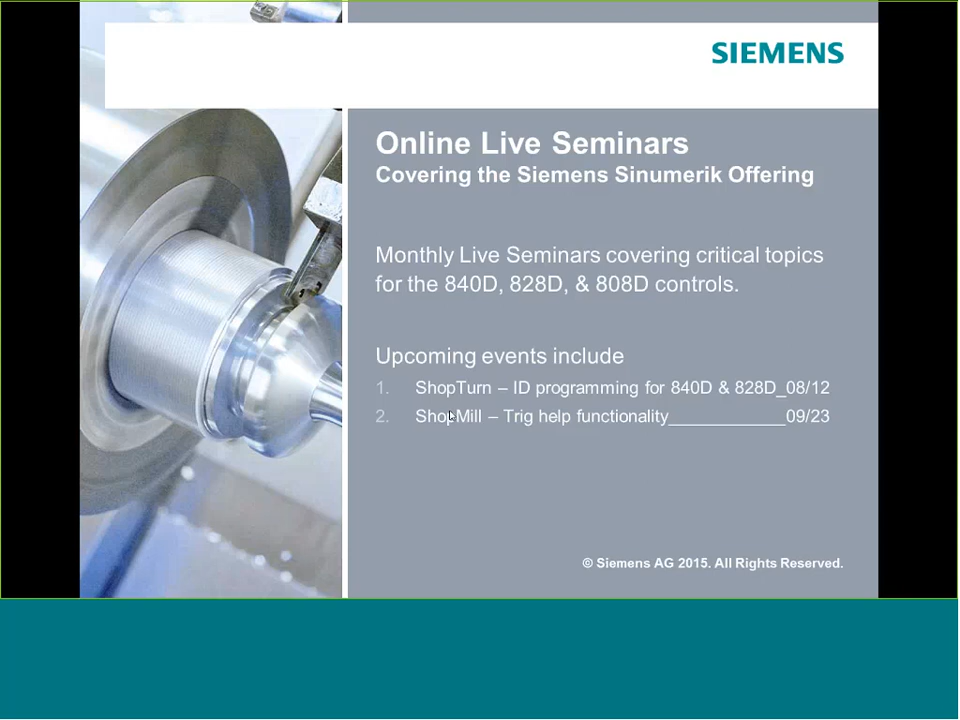 SIEMENS
Online Live Seminars
Covering the Siemens Sinumerik Offering
Monthly Live Seminars covering critical topics
for the 840D, 828D, & 808D controls.
Upcoming events include
1. ShopTurn – ID programming for 840D & 828D_08/12
2. ShopMill – Trig help functionality____________09/23
© Siemens AG 2015. All Rights Reserved.